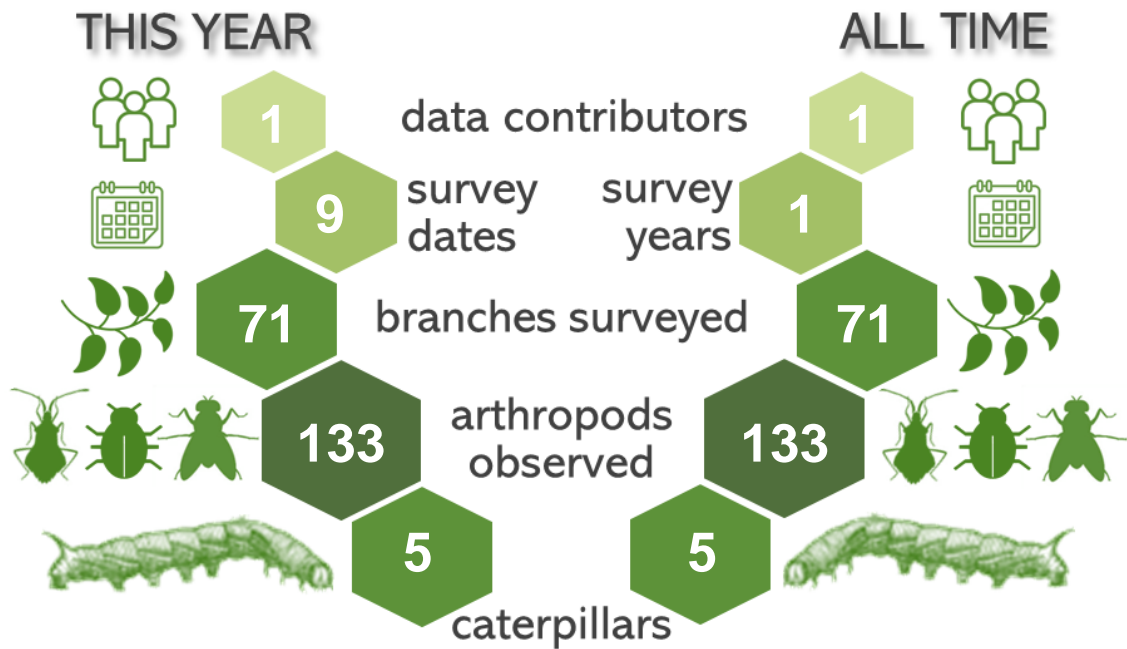 THIS YEAR
ALL TIME
1
data contributors
1
9
survey
dates
survey
years
1
71
branches surveyed
71
133
arthropods
observed
133
5
5
caterpillars